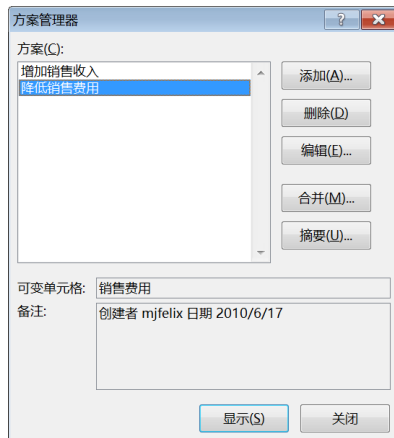 方案管理器
方案(C):
增加销售收入
降低销售费用
添加(A)...
删除(D)
编辑(E)...
合并(M)...
摘要(U)...
可变单元格: 销售费用
备注: 创建者 mjfelix 日期 2010/6/17
显示(S) 关闭